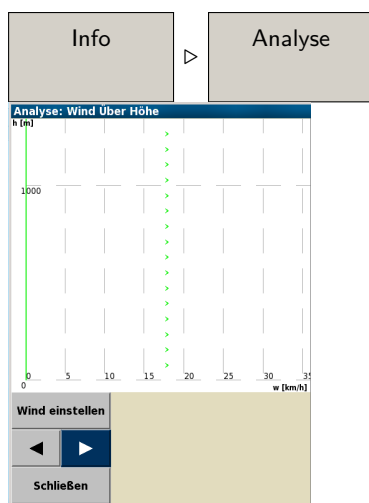 Info
▷
Analyse
Analyse: Wind Über Höhe
h [m]
1000
0 5 10 15 20 25 30 35
0
w [km/h]
Wind einstellen
◀ ▶
Schließen